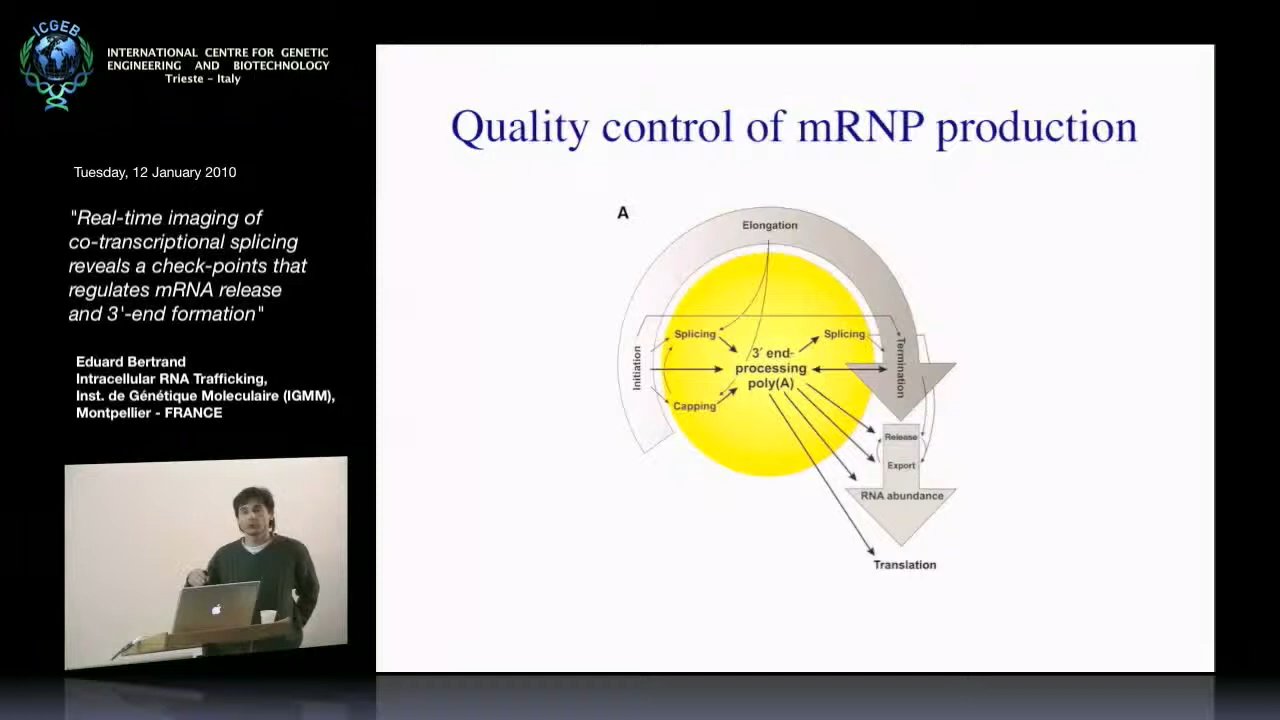 ICGEB
INTERNATIONAL CENTRE FOR GENETIC
ENGINEERING AND BIOTECHNOLOGY
Trieste - Italy
Tuesday, 12 January 2010
"Real-time imaging of
co-transcriptional splicing
reveals a check-points that
regulates mRNA release
and 3'-end formation"
Eduard Bertrand
Intracellular RNA Trafficking,
Inst. de Génétique Moleculaire (IGMM),
Montpellier - FRANCE
Quality control of mRNP production
A
Elongation
Initiation
Splicing
Capping
3′ end-
processing
poly(A)
Splicing
Termination
Release
Export
RNA abundance
Translation